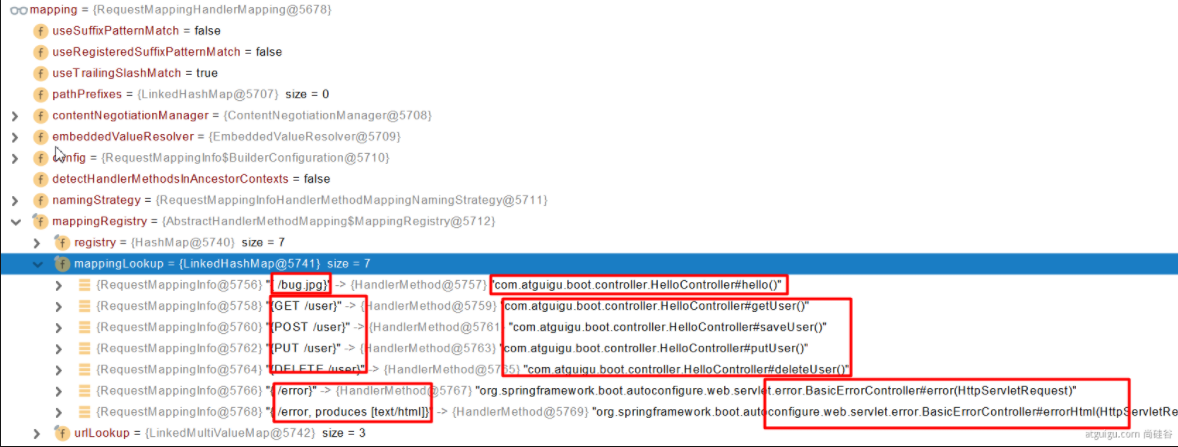 mapping = {RequestMappingHandlerMapping@5678}
f useSuffixPatternMatch = false
f useRegisteredSuffixPatternMatch = false
f useTrailingSlashMatch = true
f pathPrefixes = {LinkedHashMap@5707} size = 0
f contentNegotiationManager = {ContentNegotiationManager@5708}
f embeddedValueResolver = {EmbeddedValueResolver@5709}
f config = {RequestMappingInfo$BuilderConfiguration@5710}
f detectHandlerMethodsInAncestorContexts = false
f namingStrategy = {RequestMappingInfoHandlerMethodMappingNamingStrategy@5711}
f mappingRegistry = {AbstractHandlerMethodMapping$MappingRegistry@5712}
f registry = {HashMap@5740} size = 7
f mappingLookup = {LinkedHashMap@5741} size = 7
{RequestMappingInfo@5756} "{ /bug.jpg}" -> {HandlerMethod@5757} "com.atguigu.boot.controller.HelloController#hello()"
{RequestMappingInfo@5758} "{GET /user}" -> {HandlerMethod@5759} "com.atguigu.boot.controller.HelloController#getUser()"
{RequestMappingInfo@5760} "{POST /user}" -> {HandlerMethod@5761 "com.atguigu.boot.controller.HelloController#saveUser()"
{RequestMappingInfo@5762} "{PUT /user}" -> {HandlerMethod@5763} "com.atguigu.boot.controller.HelloController#putUser()"
{RequestMappingInfo@5764} "{DELETE /user}" -> {HandlerMethod@5765} "com.atguigu.boot.controller.HelloController#deleteUser()"
{RequestMappingInfo@5766} "{ /error}" -> {HandlerMethod@5767} "org.springframework.boot.autoconfigure.web.servlet.error.BasicErrorController#error(HttpServletRequest)"
{RequestMappingInfo@5768} "{ /error, produces [text/html]}" -> {HandlerMethod@5769} "org.springframework.boot.autoconfigure.web.servlet.error.BasicErrorController#errorHtml(HttpServletRe
f urlLookup = {LinkedMultiValueMap@5742} size = 3
atguigu.com 尚硅谷